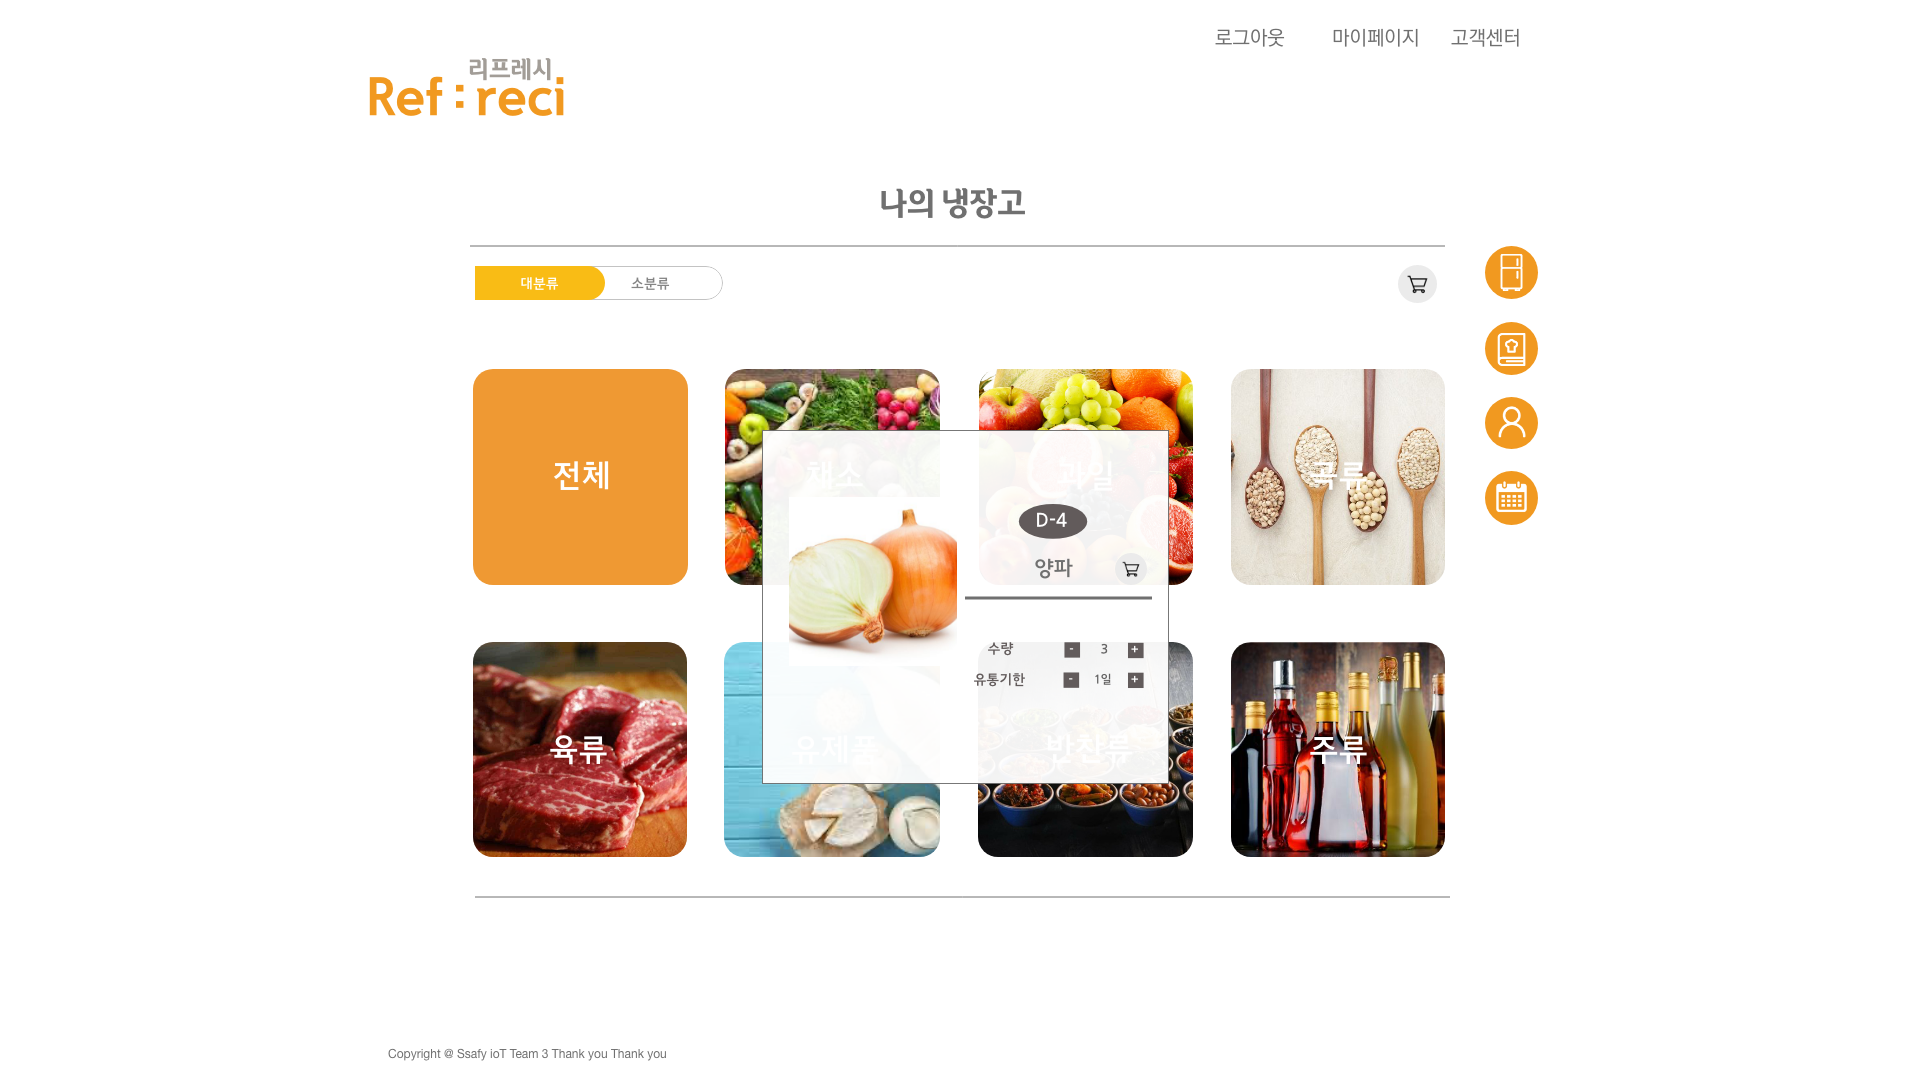 로그아웃 마이페이지 고객센터
리프레시
Ref : reci
나의 냉장고
대분류 소분류
전체 채소 과일 곡류
D-4
양파
수량 - 3 +
유통기한 - 1일 +
육류 유제품 반찬류 주류
Copyright @ Ssafy ioT Team 3 Thank you Thank you